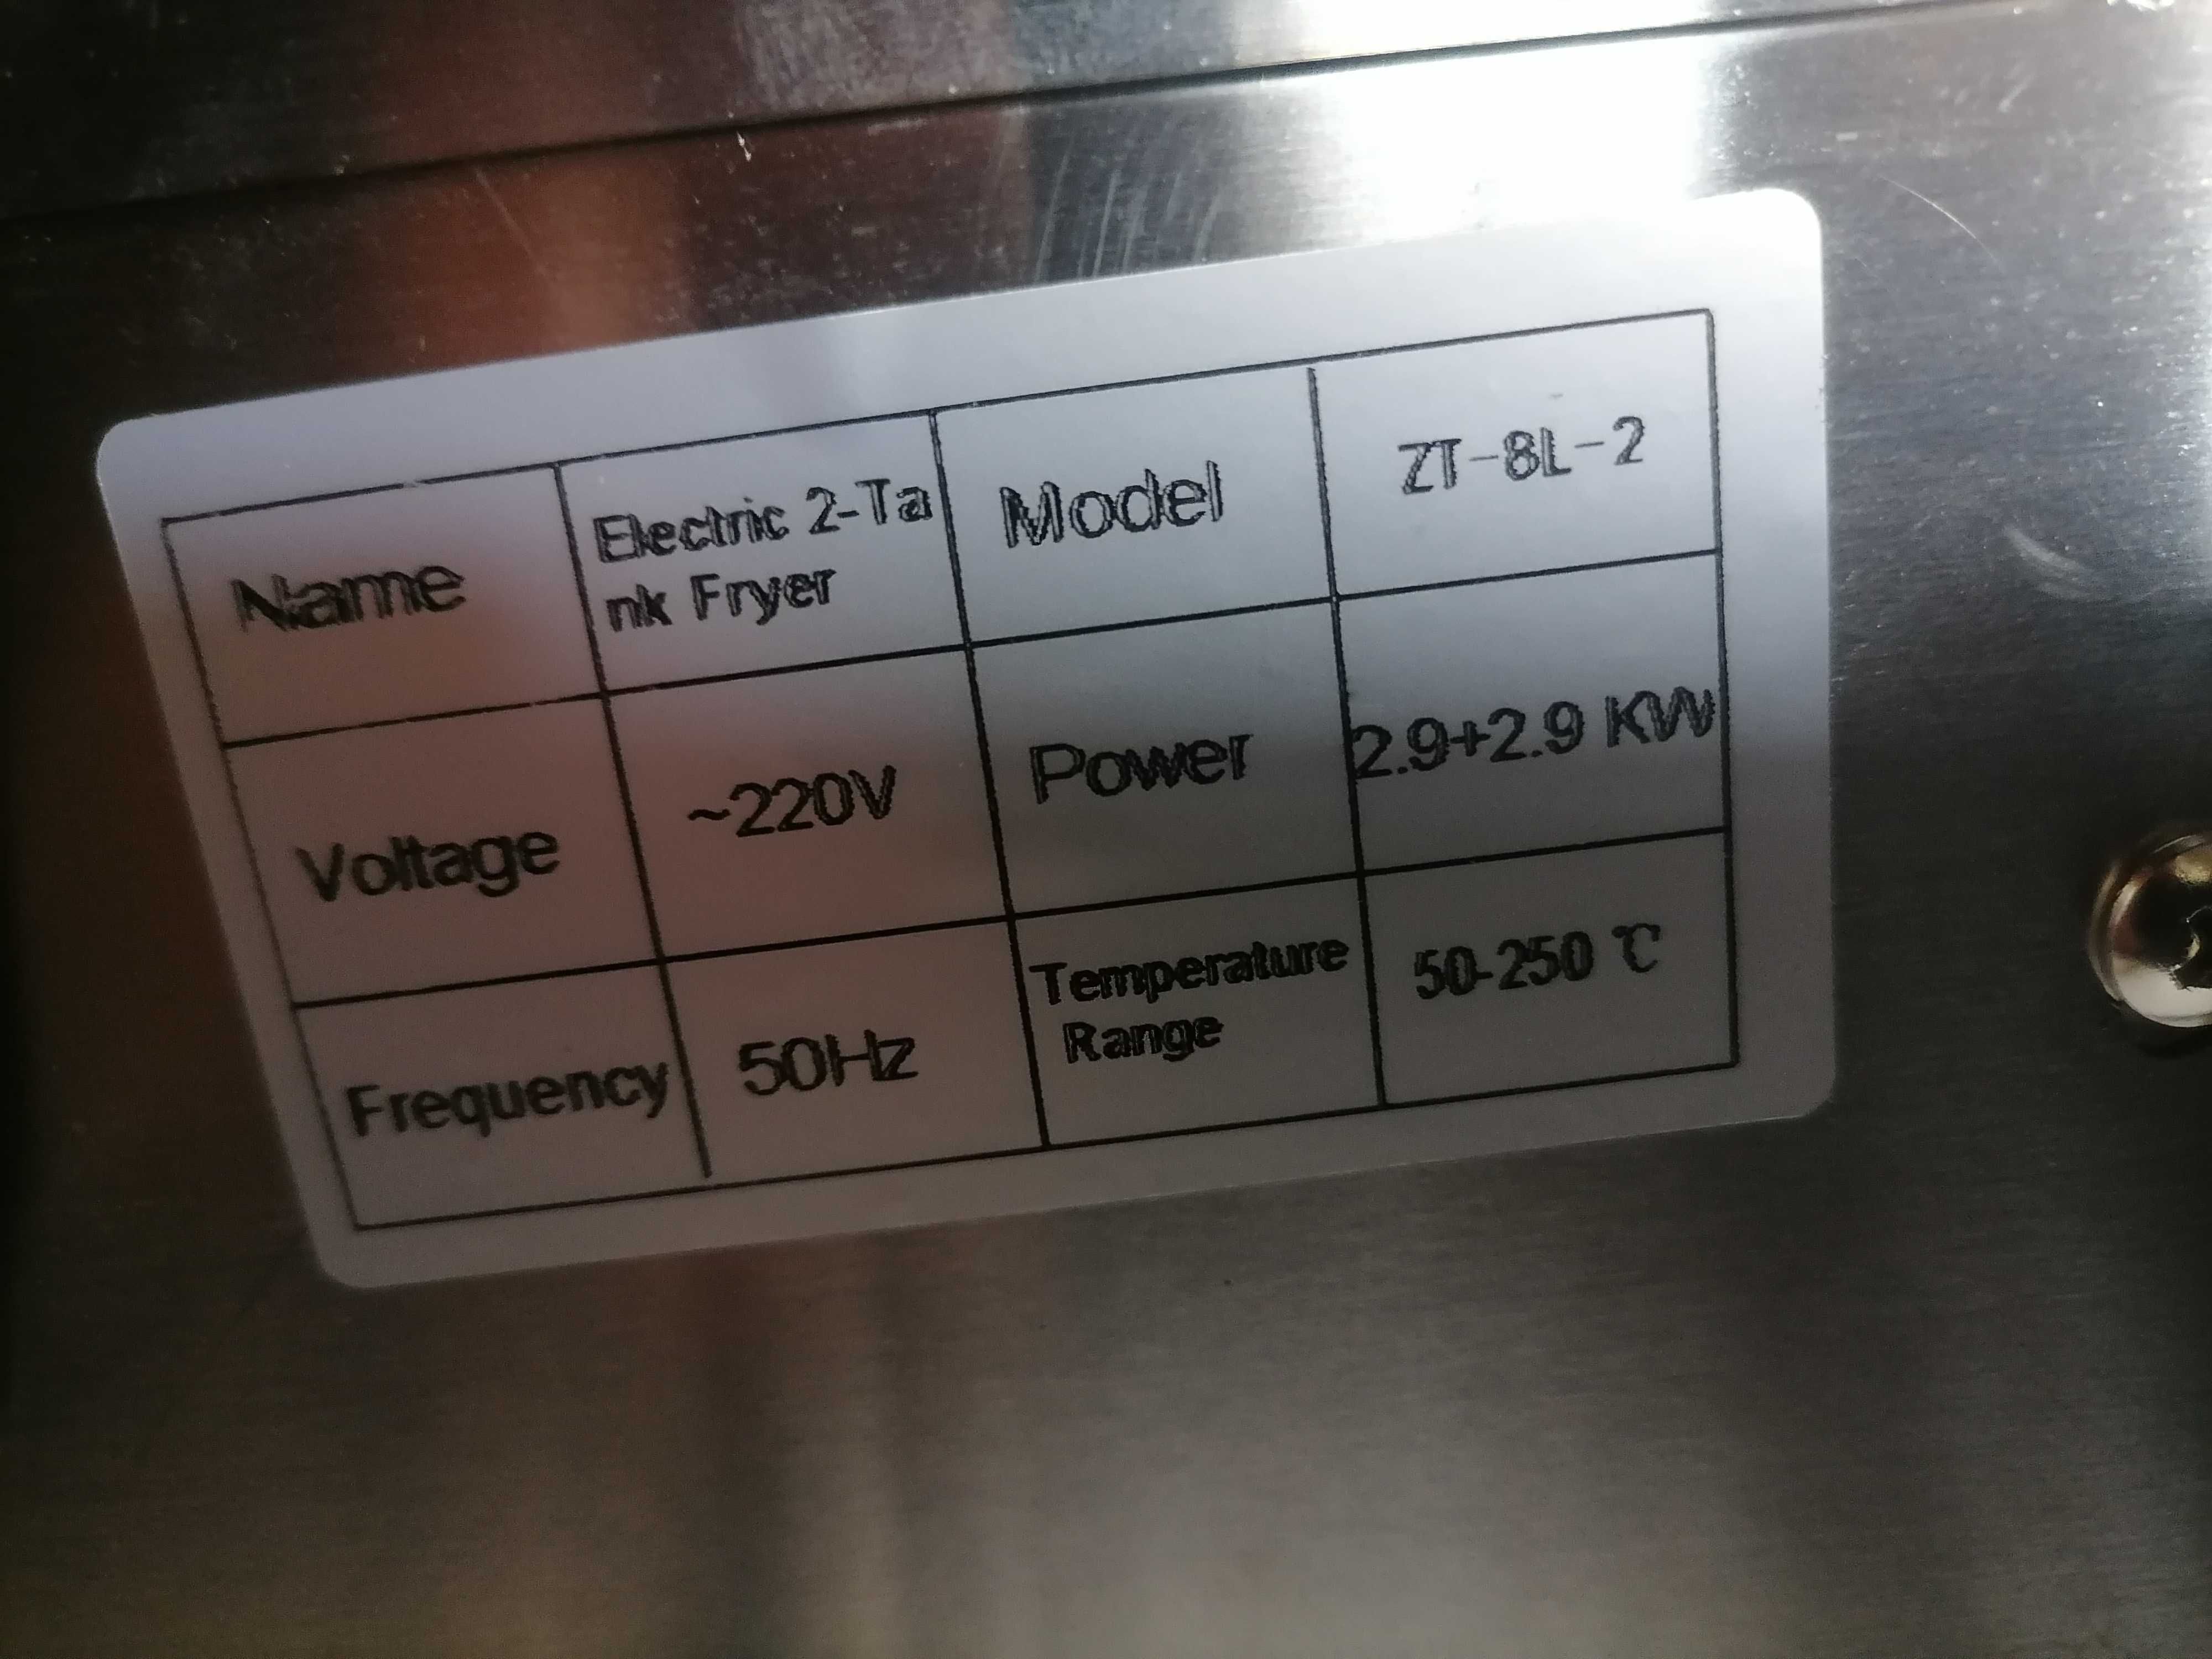 Name
Electric 2-Ta
nk Fryer
Model
ZT-8L-2
Voltage
~220V
Power
2.9+2.9 KW
Frequency
50Hz
Temperature
Range
50-250 ℃